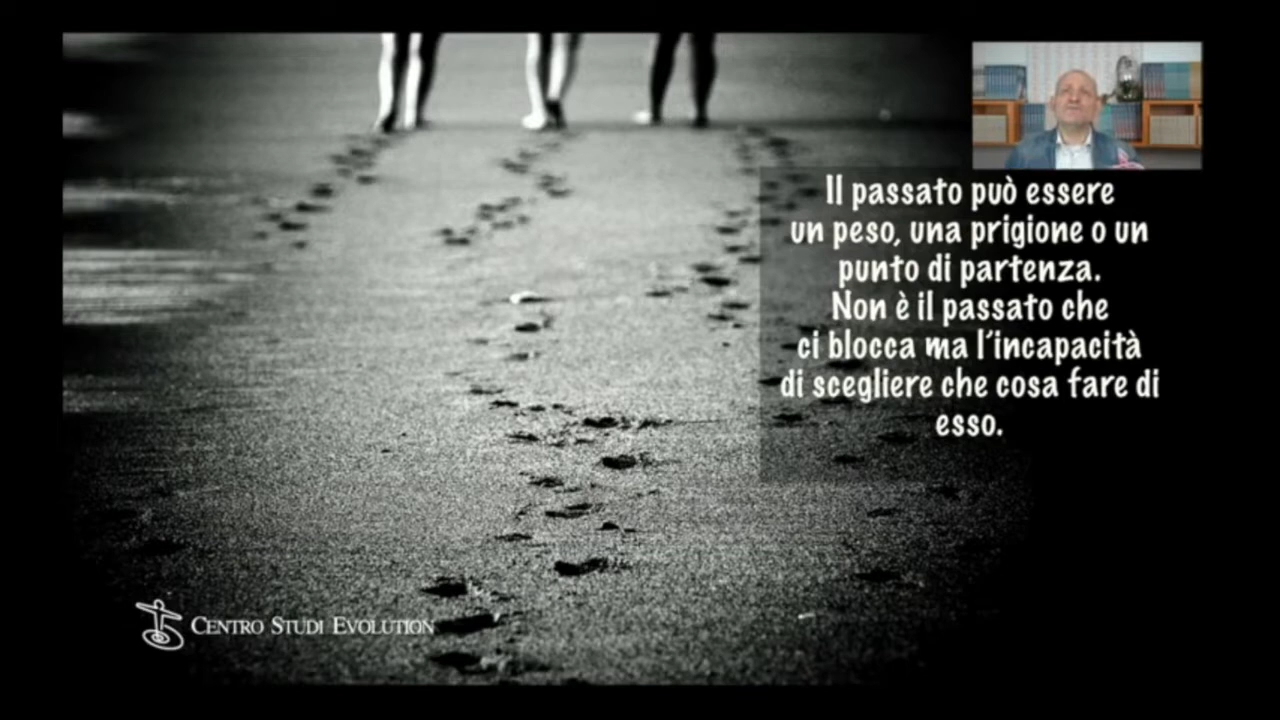 Il passato può essere
un peso, una prigione o un
punto di partenza.
Non è il passato che
ci blocca ma l´incapacità
di scegliere che cosa fare di
esso.
CENTRO STUDI EVOLUTION